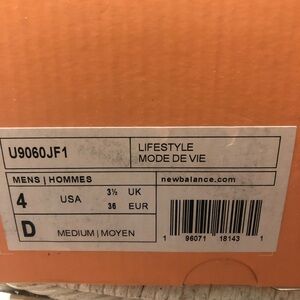 U9060JF1
LIFESTYLE
MODE DE VIE
MENS | HOMMES
newbalance.com
4 USA 3½ UK
36 EUR
D MEDIUM | MOYEN
1 96071 18143 1